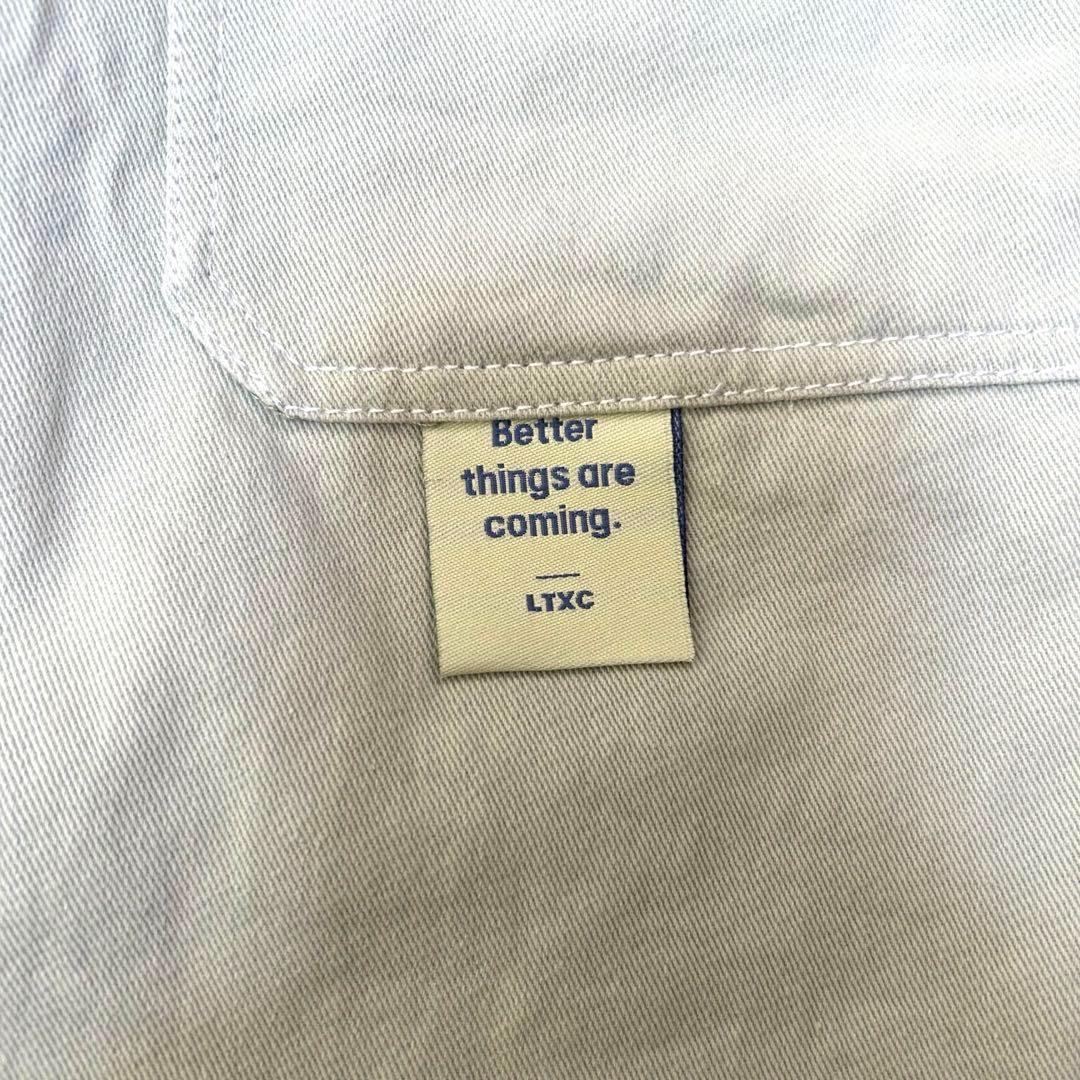 Better
things are
coming.
LTXC